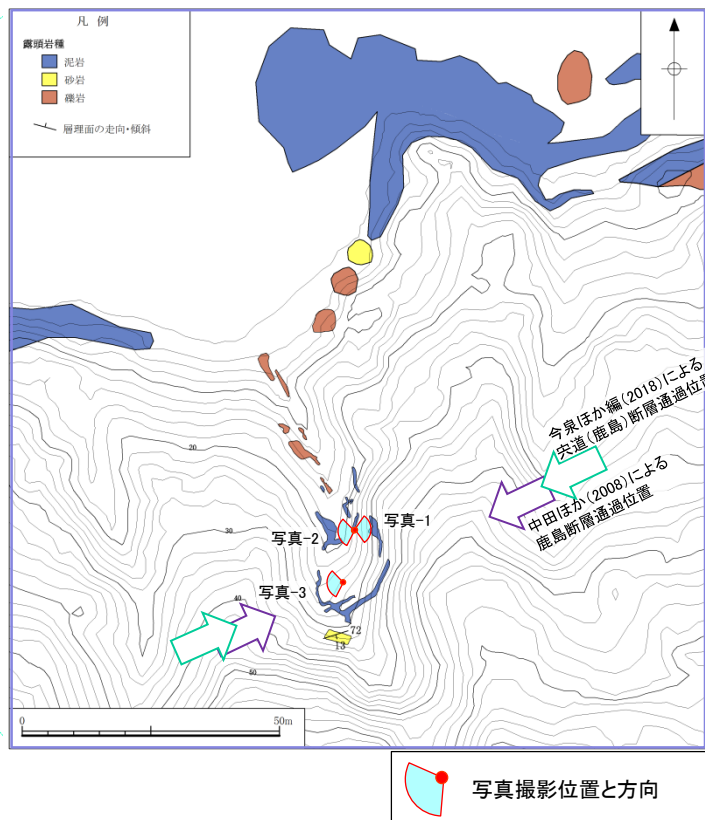 凡 例
露頭岩種
泥岩
砂岩
礫岩
層理面の走向・傾斜
今泉ほか編(2018)による
宍道(鹿島)断層通過位置
中田ほか(2008)による
鹿島断層通過位置
20
30
写真-1
写真-2
写真-3
40
72
13
50
0
50m
写真撮影位置と方向